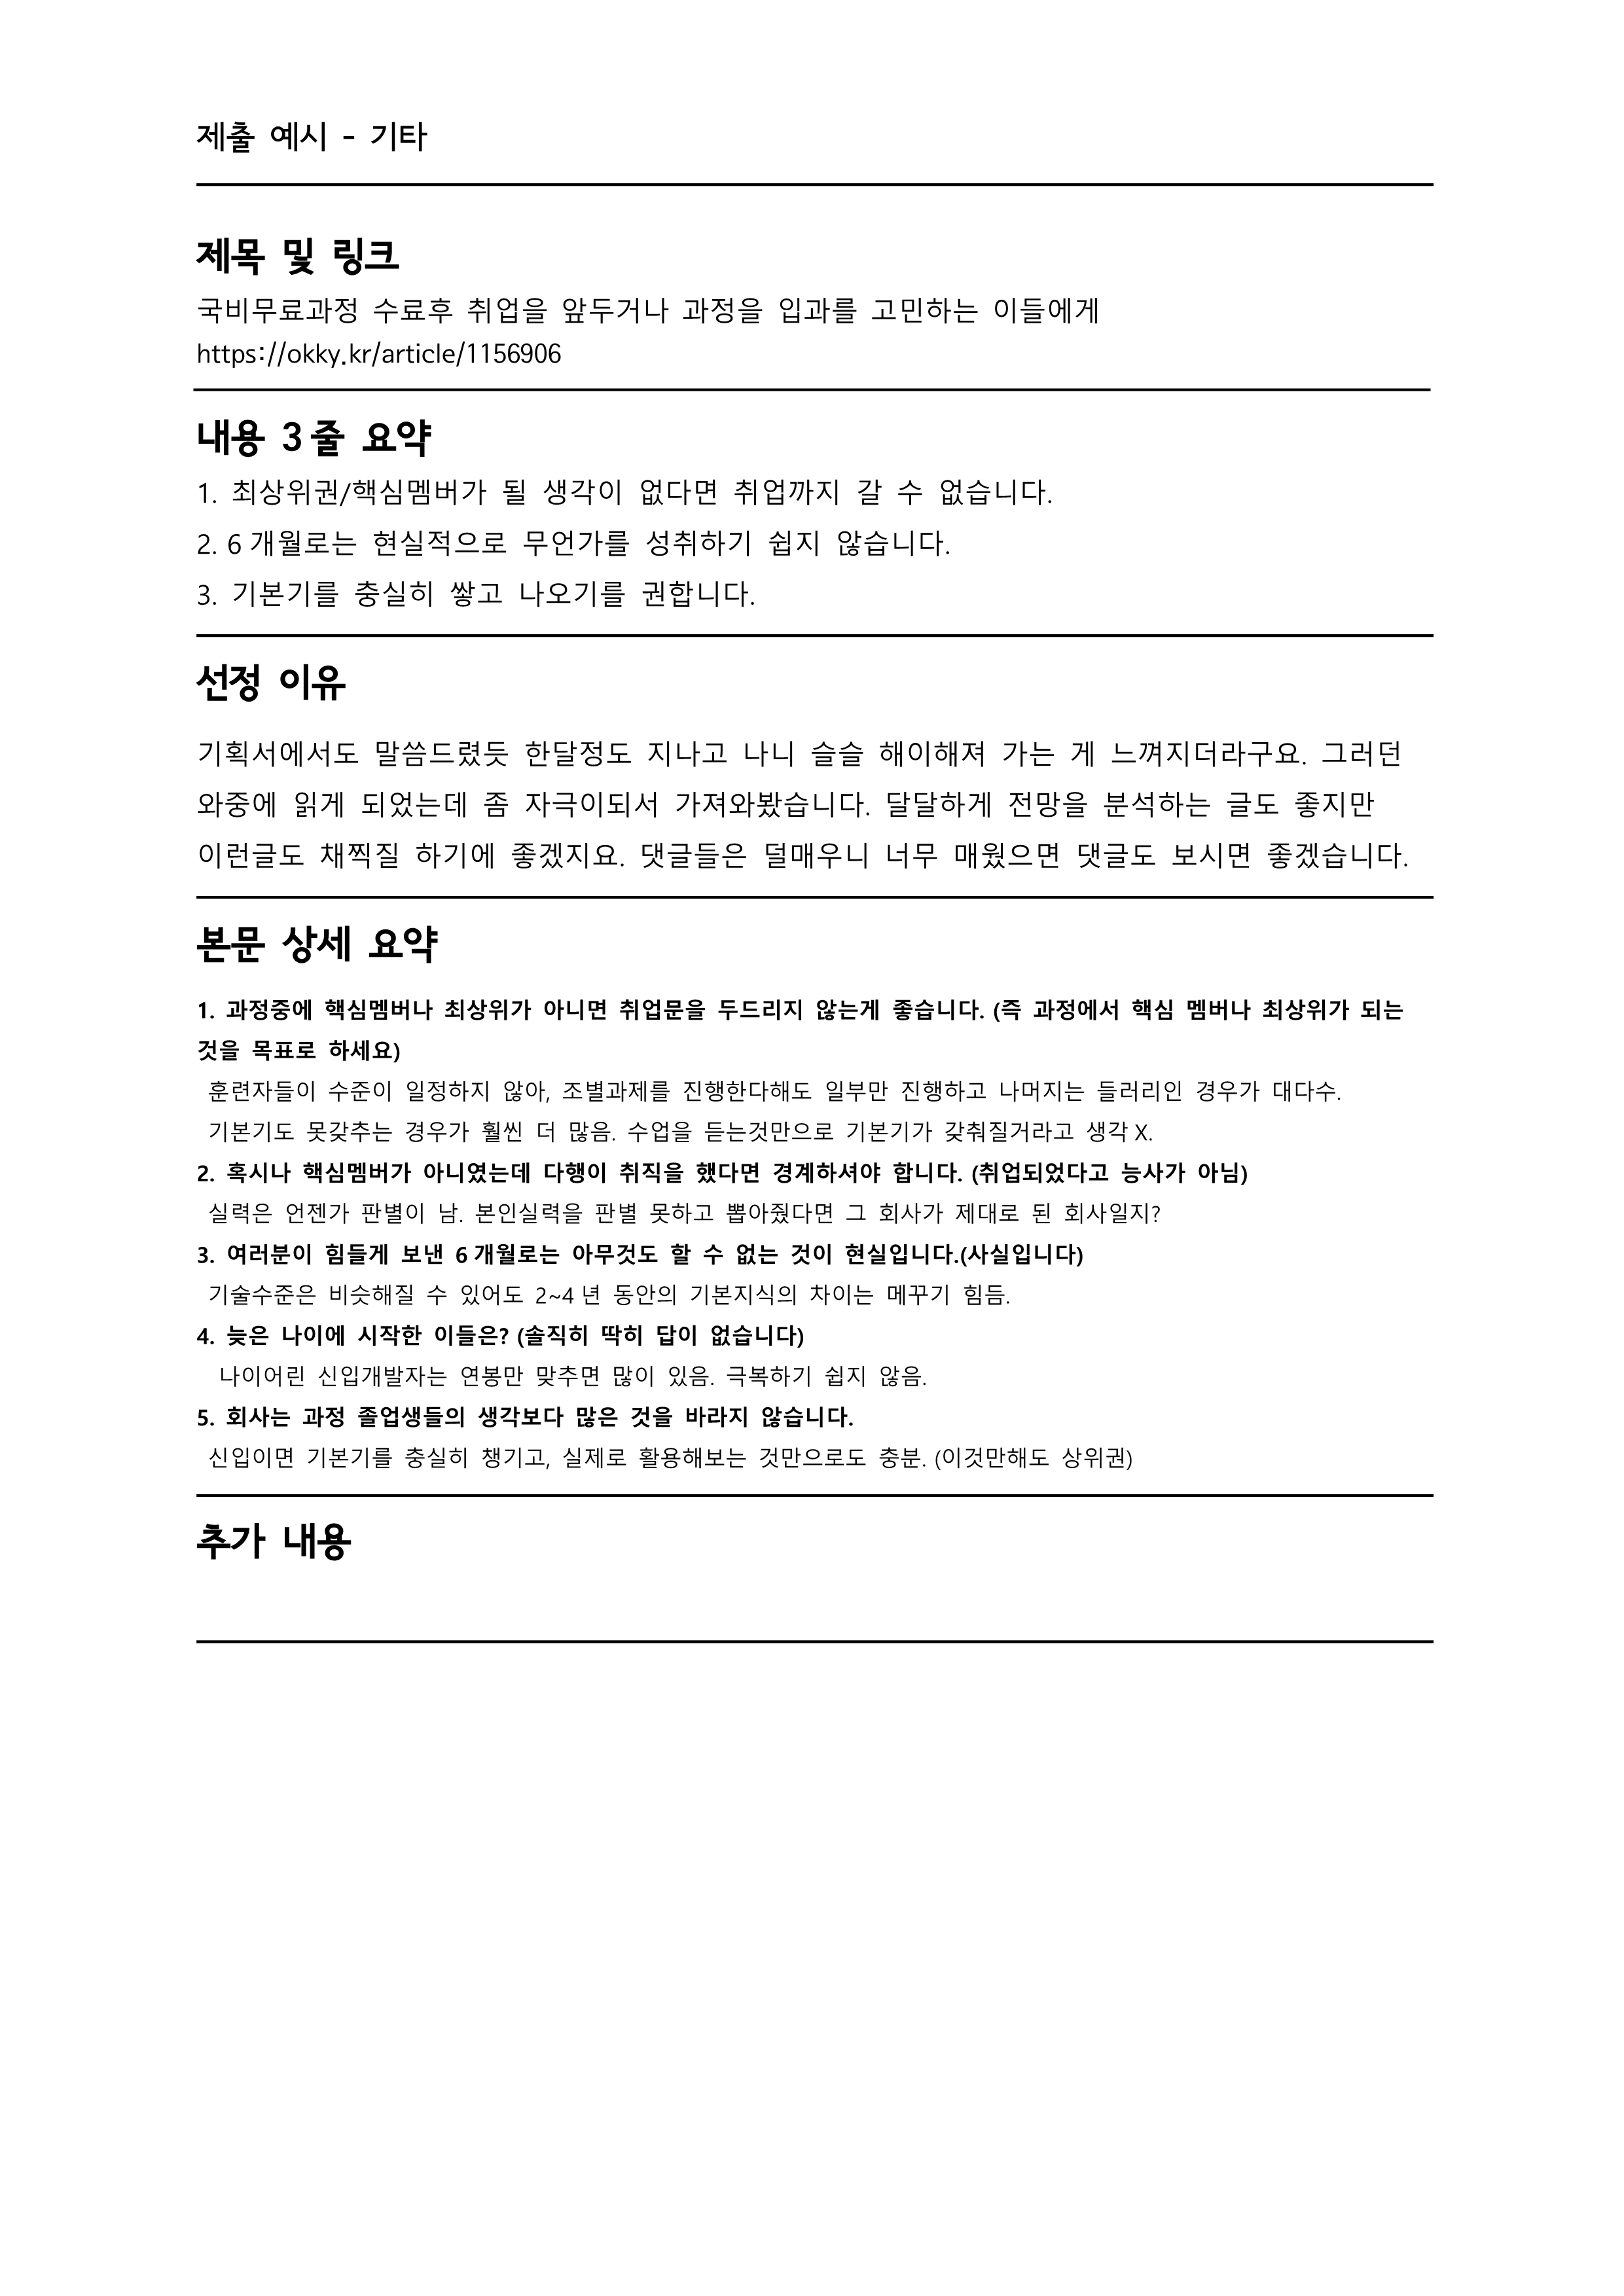 제출 예시 - 기타
제목 및 링크
국비무료과정 수료후 취업을 앞두거나 과정을 입과를 고민하는 이들에게
https://okky.kr/article/1156906
내용 3줄 요약
1. 최상위권/핵심멤버가 될 생각이 없다면 취업까지 갈 수 없습니다.
2. 6개월로는 현실적으로 무언가를 성취하기 쉽지 않습니다.
3. 기본기를 충실히 쌓고 나오기를 권합니다.
선정 이유
기획서에서도 말씀드렸듯 한달정도 지나고 나니 슬슬 해이해져 가는 게 느껴지더라구요. 그러던
와중에 읽게 되었는데 좀 자극이되서 가져와봤습니다. 달달하게 전망을 분석하는 글도 좋지만
이런글도 채찍질 하기에 좋겠지요. 댓글들은 덜매우니 너무 매웠으면 댓글도 보시면 좋겠습니다.
본문 상세 요약
1. 과정중에 핵심멤버나 최상위가 아니면 취업문을 두드리지 않는게 좋습니다. (즉 과정에서 핵심 멤버나 최상위가 되는
것을 목표로 하세요)
훈련자들이 수준이 일정하지 않아, 조별과제를 진행한다해도 일부만 진행하고 나머지는 들러리인 경우가 대다수.
기본기도 못갖추는 경우가 훨씬 더 많음. 수업을 듣는것만으로 기본기가 갖춰질거라고 생각X.
2. 혹시나 핵심멤버가 아니였는데 다행이 취직을 했다면 경계하셔야 합니다. (취업되었다고 능사가 아님)
실력은 언젠가 판별이 남. 본인실력을 판별 못하고 뽑아줬다면 그 회사가 제대로 된 회사일지?
3. 여러분이 힘들게 보낸 6개월로는 아무것도 할 수 없는 것이 현실입니다.(사실입니다)
기술수준은 비슷해질 수 있어도 2~4년 동안의 기본지식의 차이는 메꾸기 힘듬.
4. 늦은 나이에 시작한 이들은? (솔직히 딱히 답이 없습니다)
나이어린 신입개발자는 연봉만 맞추면 많이 있음. 극복하기 쉽지 않음.
5. 회사는 과정 졸업생들의 생각보다 많은 것을 바라지 않습니다.
신입이면 기본기를 충실히 챙기고, 실제로 활용해보는 것만으로도 충분. (이것만해도 상위권)
추가 내용